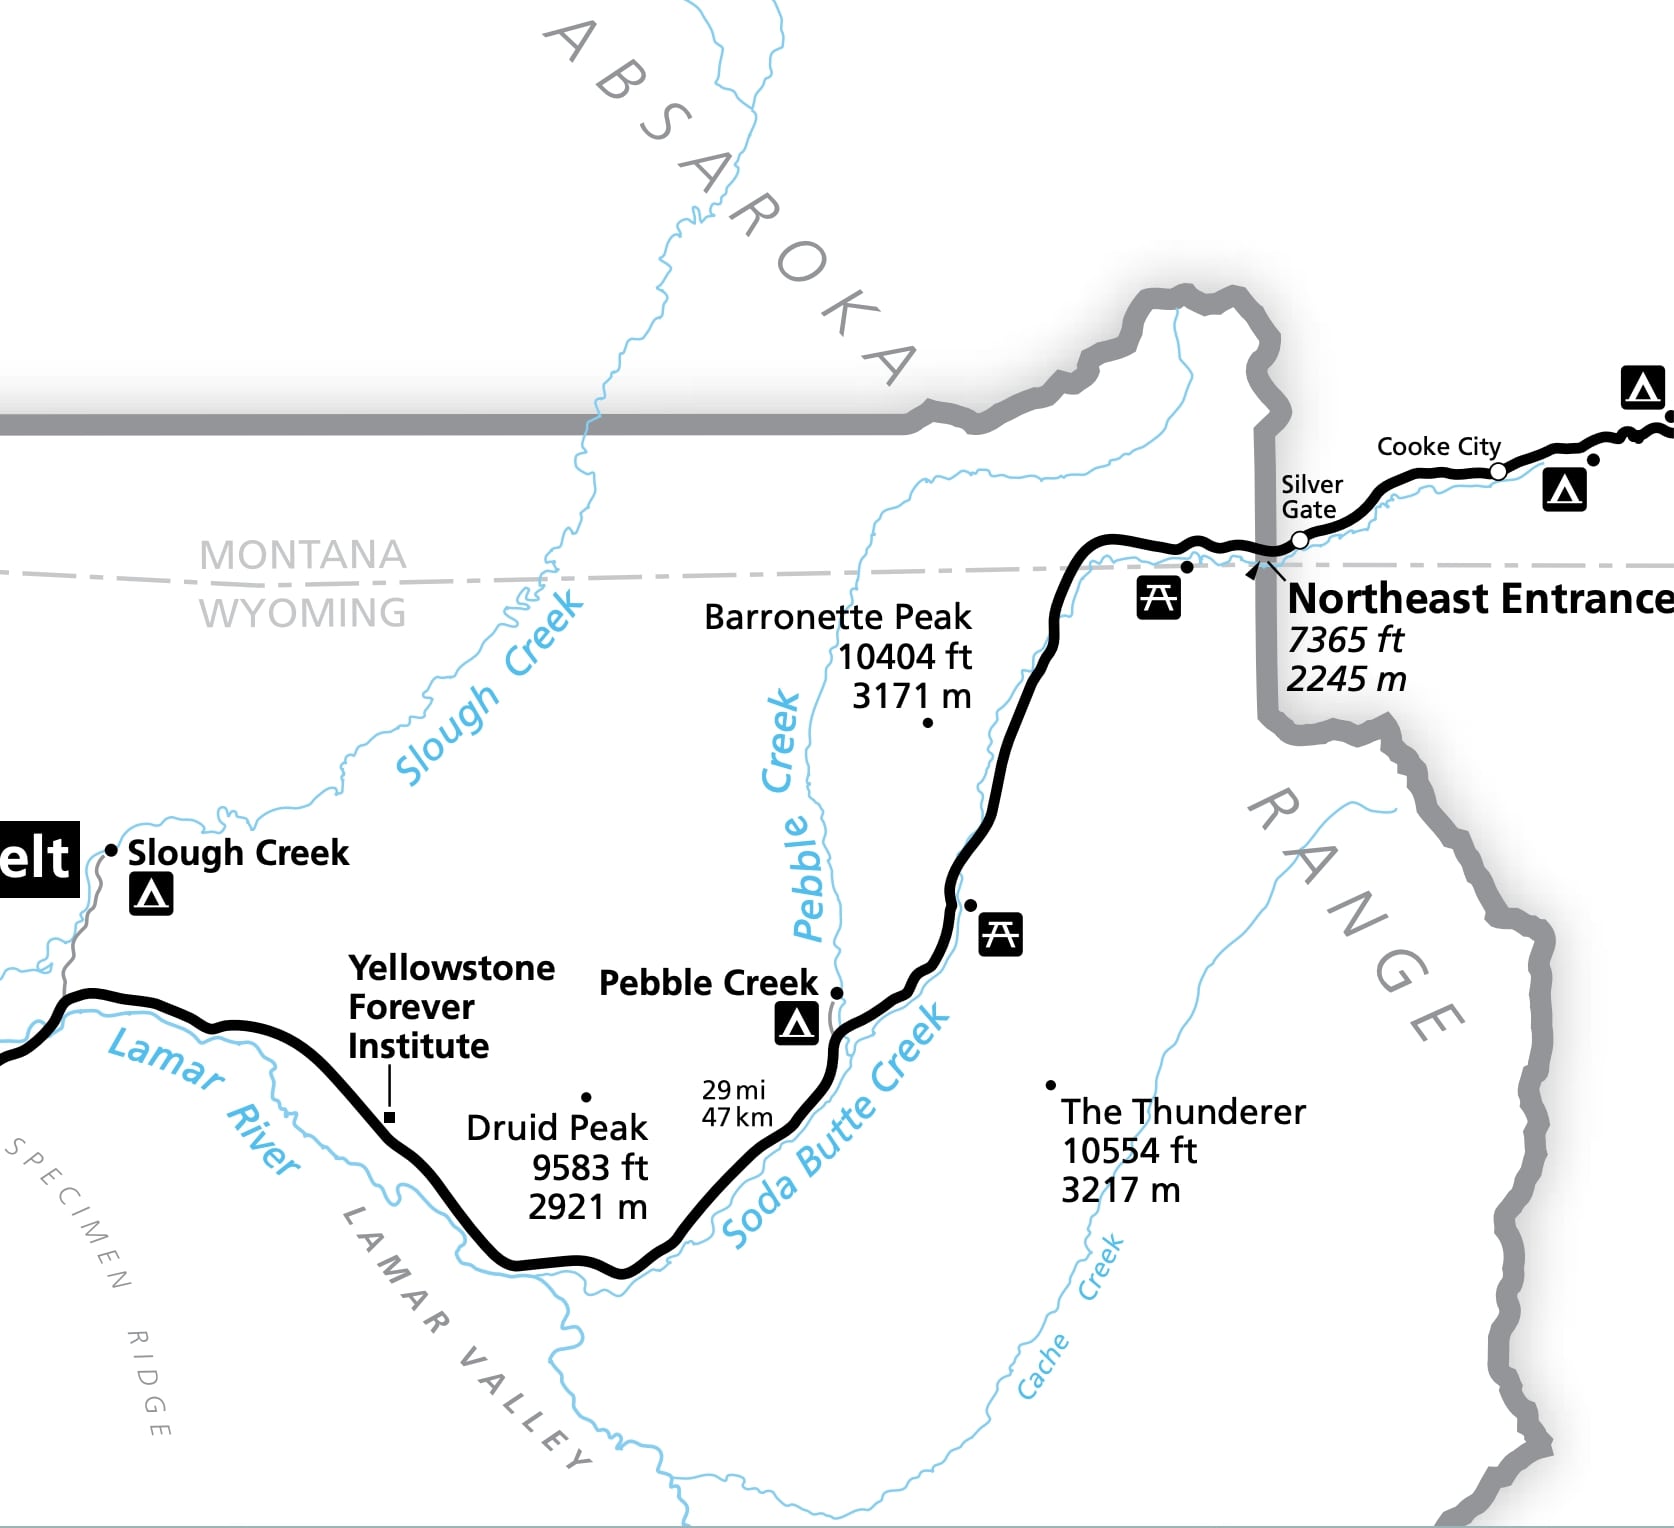 ABSAROKA
Cooke City
Silver
Gate
MONTANA
WYOMING
Northeast Entrance
7365 ft
2245 m
Barronette Peak
10404 ft
3171 m
Slough Creek
Pebble Creek
RANGE
elt
Slough Creek
Yellowstone
Forever
Institute
Pebble Creek
Lamar River
29 mi
47 km
Soda Butte Creek
Druid Peak
9583 ft
2921 m
The Thunderer
10554 ft
3217 m
SPECIMEN RIDGE
LAMAR VALLEY
Cache Creek